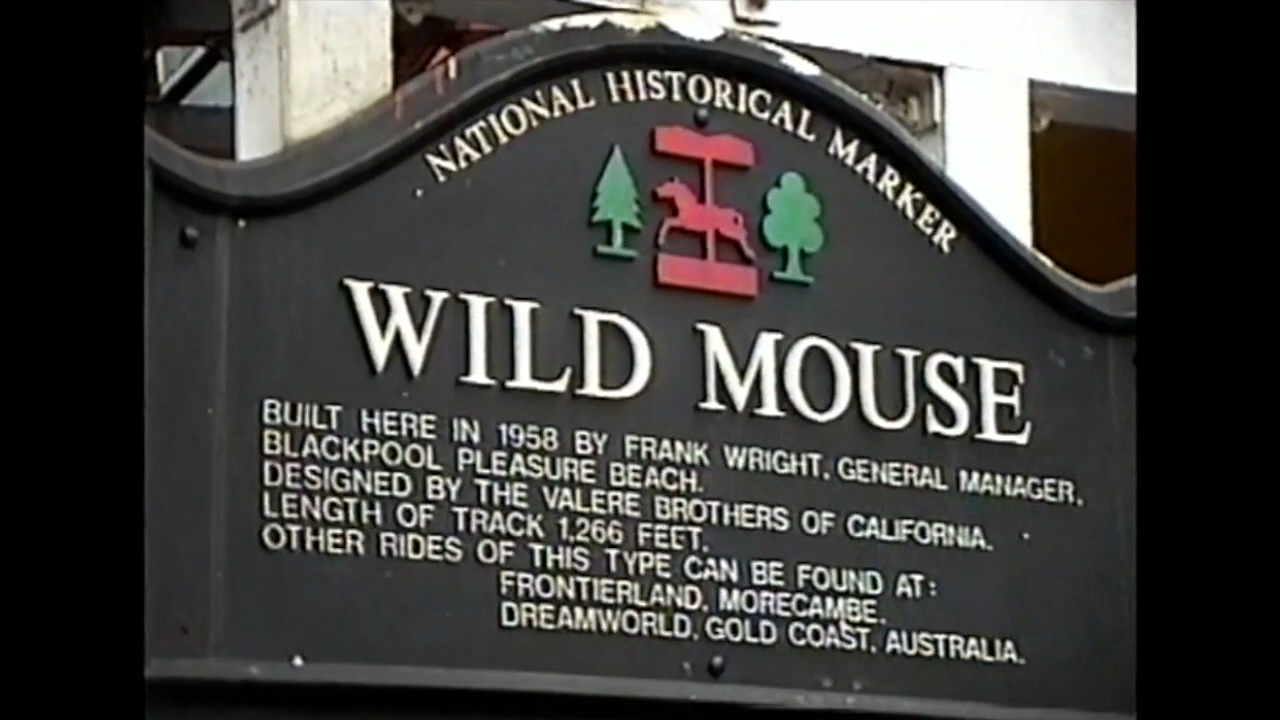 NATIONAL HISTORICAL MARKER
WILD MOUSE
BUILT HERE IN 1958 BY FRANK WRIGHT, GENERAL MANAGER,
BLACKPOOL PLEASURE BEACH.
DESIGNED BY THE VALERE BROTHERS OF CALIFORNIA.
LENGTH OF TRACK 1,266 FEET.
OTHER RIDES OF THIS TYPE CAN BE FOUND AT:
FRONTIERLAND, MORECAMBE.
DREAMWORLD, GOLD COAST, AUSTRALIA.